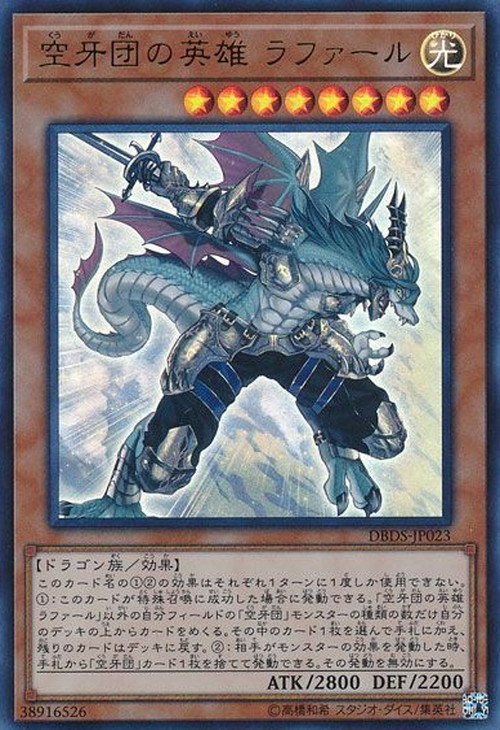 空牙団の英雄 ラファール
光
DBDS-JP023
【ドラゴン族/効果】
このカード名の①②の効果はそれぞれ1ターンに1度しか使用できない。
①:このカードが特殊召喚に成功した場合に発動できる。「空牙団の英雄
ラファール」以外の自分フィールドの「空牙団」モンスターの種類の数だけ自分
のデッキの上からカードをめくる。その中のカード1枚を選んで手札に加え、
残りのカードはデッキに戻す。②:相手がモンスターの効果を発動した時、
手札から「空牙団」カード1枚を捨てて発動できる。その発動を無効にする。
ATK/2800 DEF/2200
38916526 ©高橋和希 スタジオ・ダイス/集英社